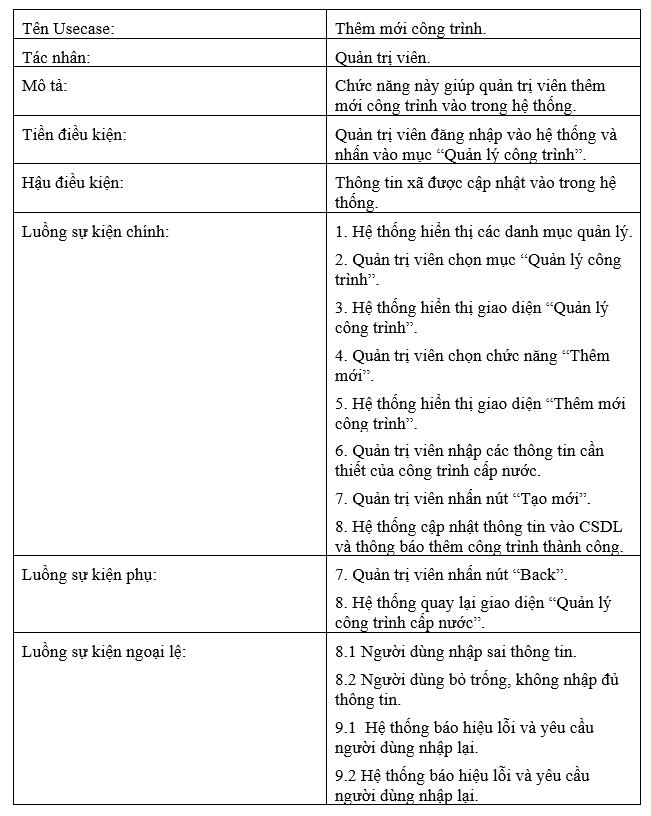 Tên Usecase:
Thêm mới công trình.
Tác nhân:
Quản trị viên.
Mô tả:
Chức năng này giúp quản trị viên thêm
mới công trình vào trong hệ thống.
Tiền điều kiện:
Quản trị viên đăng nhập vào hệ thống và
nhấn vào mục “Quản lý công trình”.
Hậu điều kiện:
Thông tin xã được cập nhật vào trong hệ
thống.
Luồng sự kiện chính:
1. Hệ thống hiển thị các danh mục quản lý.
2. Quản trị viên chọn mục “Quản lý công
trình”.
3. Hệ thống hiển thị giao diện “Quản lý
công trình”.
4. Quản trị viên chọn chức năng “Thêm
mới”.
5. Hệ thống hiển thị giao diện “Thêm mới
công trình”.
6. Quản trị viên nhập các thông tin cần
thiết của công trình cấp nước.
7. Quản trị viên nhấn nút “Tạo mới”.
8. Hệ thống cập nhật thông tin vào CSDL
và thông báo thêm công trình thành công.
Luồng sự kiện phụ:
7. Quản trị viên nhấn nút “Back”.
8. Hệ thống quay lại giao diện “Quản lý
công trình cấp nước”.
Luồng sự kiện ngoại lệ:
8.1 Người dùng nhập sai thông tin.
8.2 Người dùng bỏ trống, không nhập đủ
thông tin.
9.1  Hệ thống báo hiệu lỗi và yêu cầu
người dùng nhập lại.
9.2 Hệ thống báo hiệu lỗi và yêu cầu
người dùng nhập lại.